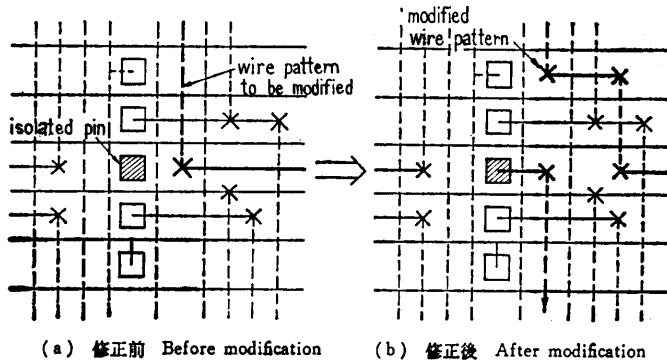 modified
wire pattern
wire pattern
to be modified
isolated pin
(a) 修正前 Before modification
(b) 修正後 After modification